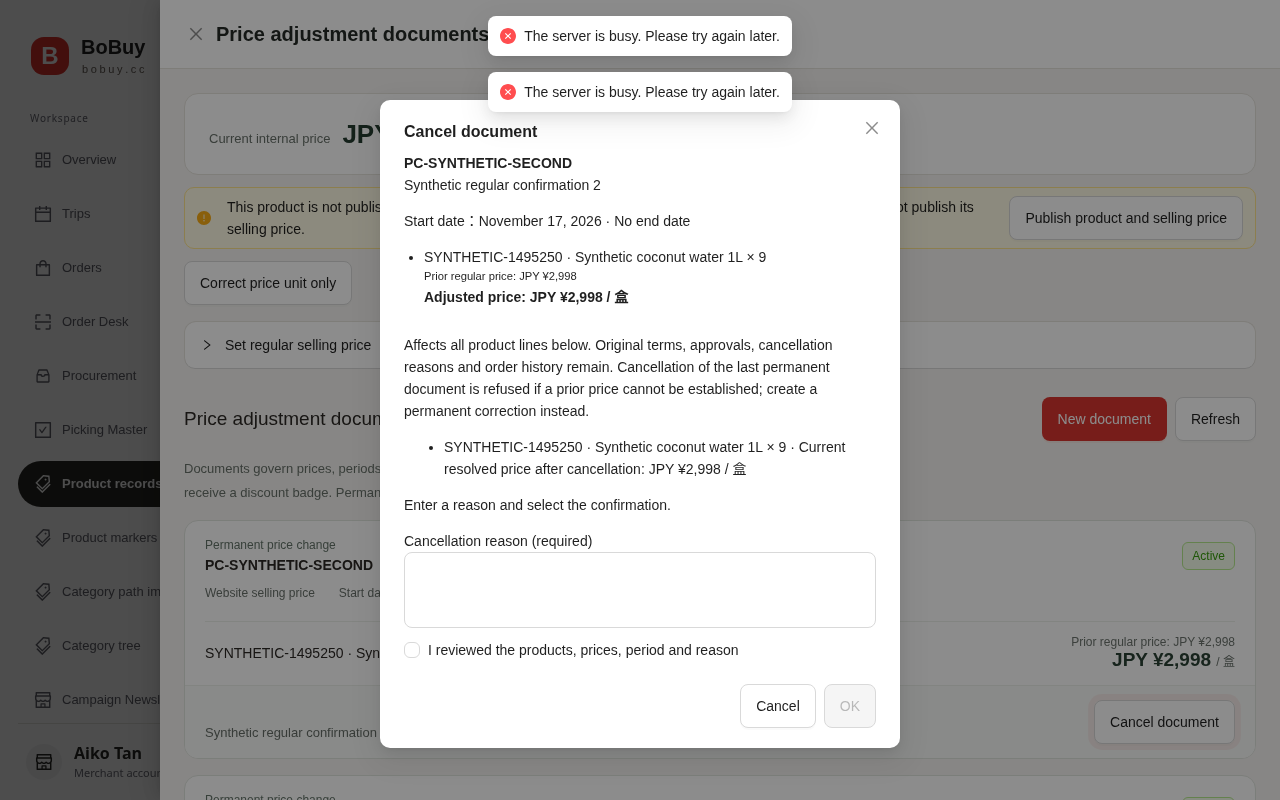 The server is busy. Please try again later.
The server is busy. Please try again later.
B
BoBuy
bobuy.cc
Workspace
Overview
Trips
Orders
Order Desk
Procurement
Picking Master
Product records
Product markers
Category path im
Category tree
Campaign Newsl
Aiko Tan
Merchant accoun
Price adjustment documents
Current internal price JPY
This product is not publis
ot publish its
selling price.
Publish product and selling price
Correct price unit only
Set regular selling price
Price adjustment docum
New document
Refresh
Documents govern prices, periods
receive a discount badge. Perman
Permanent price change
PC-SYNTHETIC-SECOND
Active
Website selling price
Start da
SYNTHETIC-1495250 · Syn
Prior regular price: JPY ¥2,998
JPY ¥2,998 / 盒
Synthetic regular confirmation
Cancel document
Permanent price change
Cancel document
PC-SYNTHETIC-SECOND
Synthetic regular confirmation 2
Start date：November 17, 2026 · No end date
• SYNTHETIC-1495250 · Synthetic coconut water 1L × 9
Prior regular price: JPY ¥2,998
Adjusted price: JPY ¥2,998 / 盒
Affects all product lines below. Original terms, approvals, cancellation
reasons and order history remain. Cancellation of the last permanent
document is refused if a prior price cannot be established; create a
permanent correction instead.
• SYNTHETIC-1495250 · Synthetic coconut water 1L × 9 · Current
resolved price after cancellation: JPY ¥2,998 / 盒
Enter a reason and select the confirmation.
Cancellation reason (required)
I reviewed the products, prices, period and reason
Cancel
OK